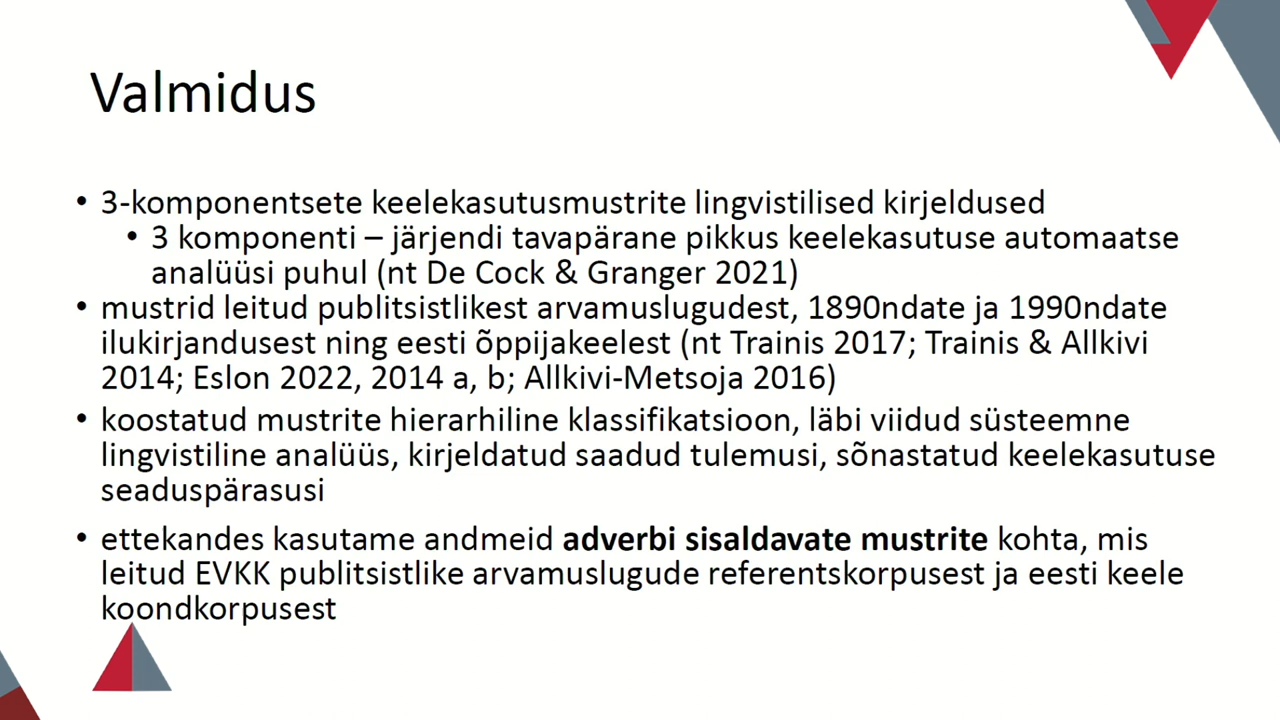 Valmidus
• 3-komponentsete keelekasutusmustrite lingvistilised kirjeldused
• 3 komponenti – järjendi tavapärane pikkus keelekasutuse automaatse
analüüsi puhul (nt De Cock & Granger 2021)
• mustrid leitud publitsistlikest arvamuslugudest, 1890ndate ja 1990ndate
ilukirjandusest ning eesti õppijakeelest (nt Trainis 2017; Trainis & Allkivi
2014; Eslon 2022, 2014 a, b; Allkivi-Metsoja 2016)
• koostatud mustrite hierarhiline klassifikatsioon, läbi viidud süsteemne
lingvistiline analüüs, kirjeldatud saadud tulemusi, sõnastatud keelekasutuse
seaduspärasusi
• ettekandes kasutame andmeid adverbi sisaldavate mustrite kohta, mis
leitud EVKK publitsistlike arvamuslugude referentskorpusest ja eesti keele
koondkorpusest